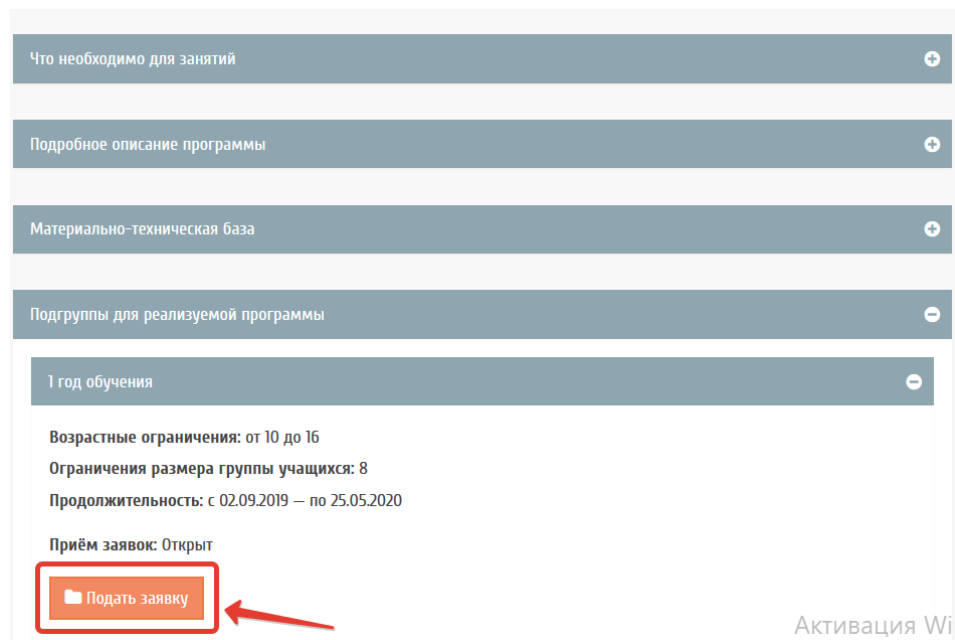 Что необходимо для занятий
Подробное описание программы
Материально-техническая база
Подгруппы для реализуемой программы
1 год обучения
Возрастные ограничения: от 10 до 16
Ограничения размера группы учащихся: 8
Продолжительность: с 02.09.2019 — по 25.05.2020
Приём заявок: Открыт
Подать заявку
Активация Wi